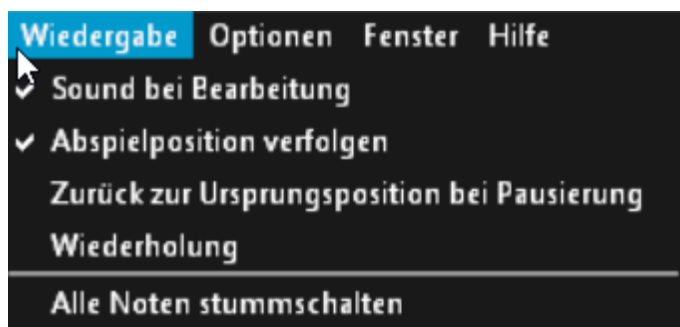 Wiedergabe Optionen Fenster Hilfe
Sound bei Bearbeitung
Abspielposition verfolgen
Zurück zur Ursprungsposition bei Pausierung
Wiederholung
Alle Noten stummschalten